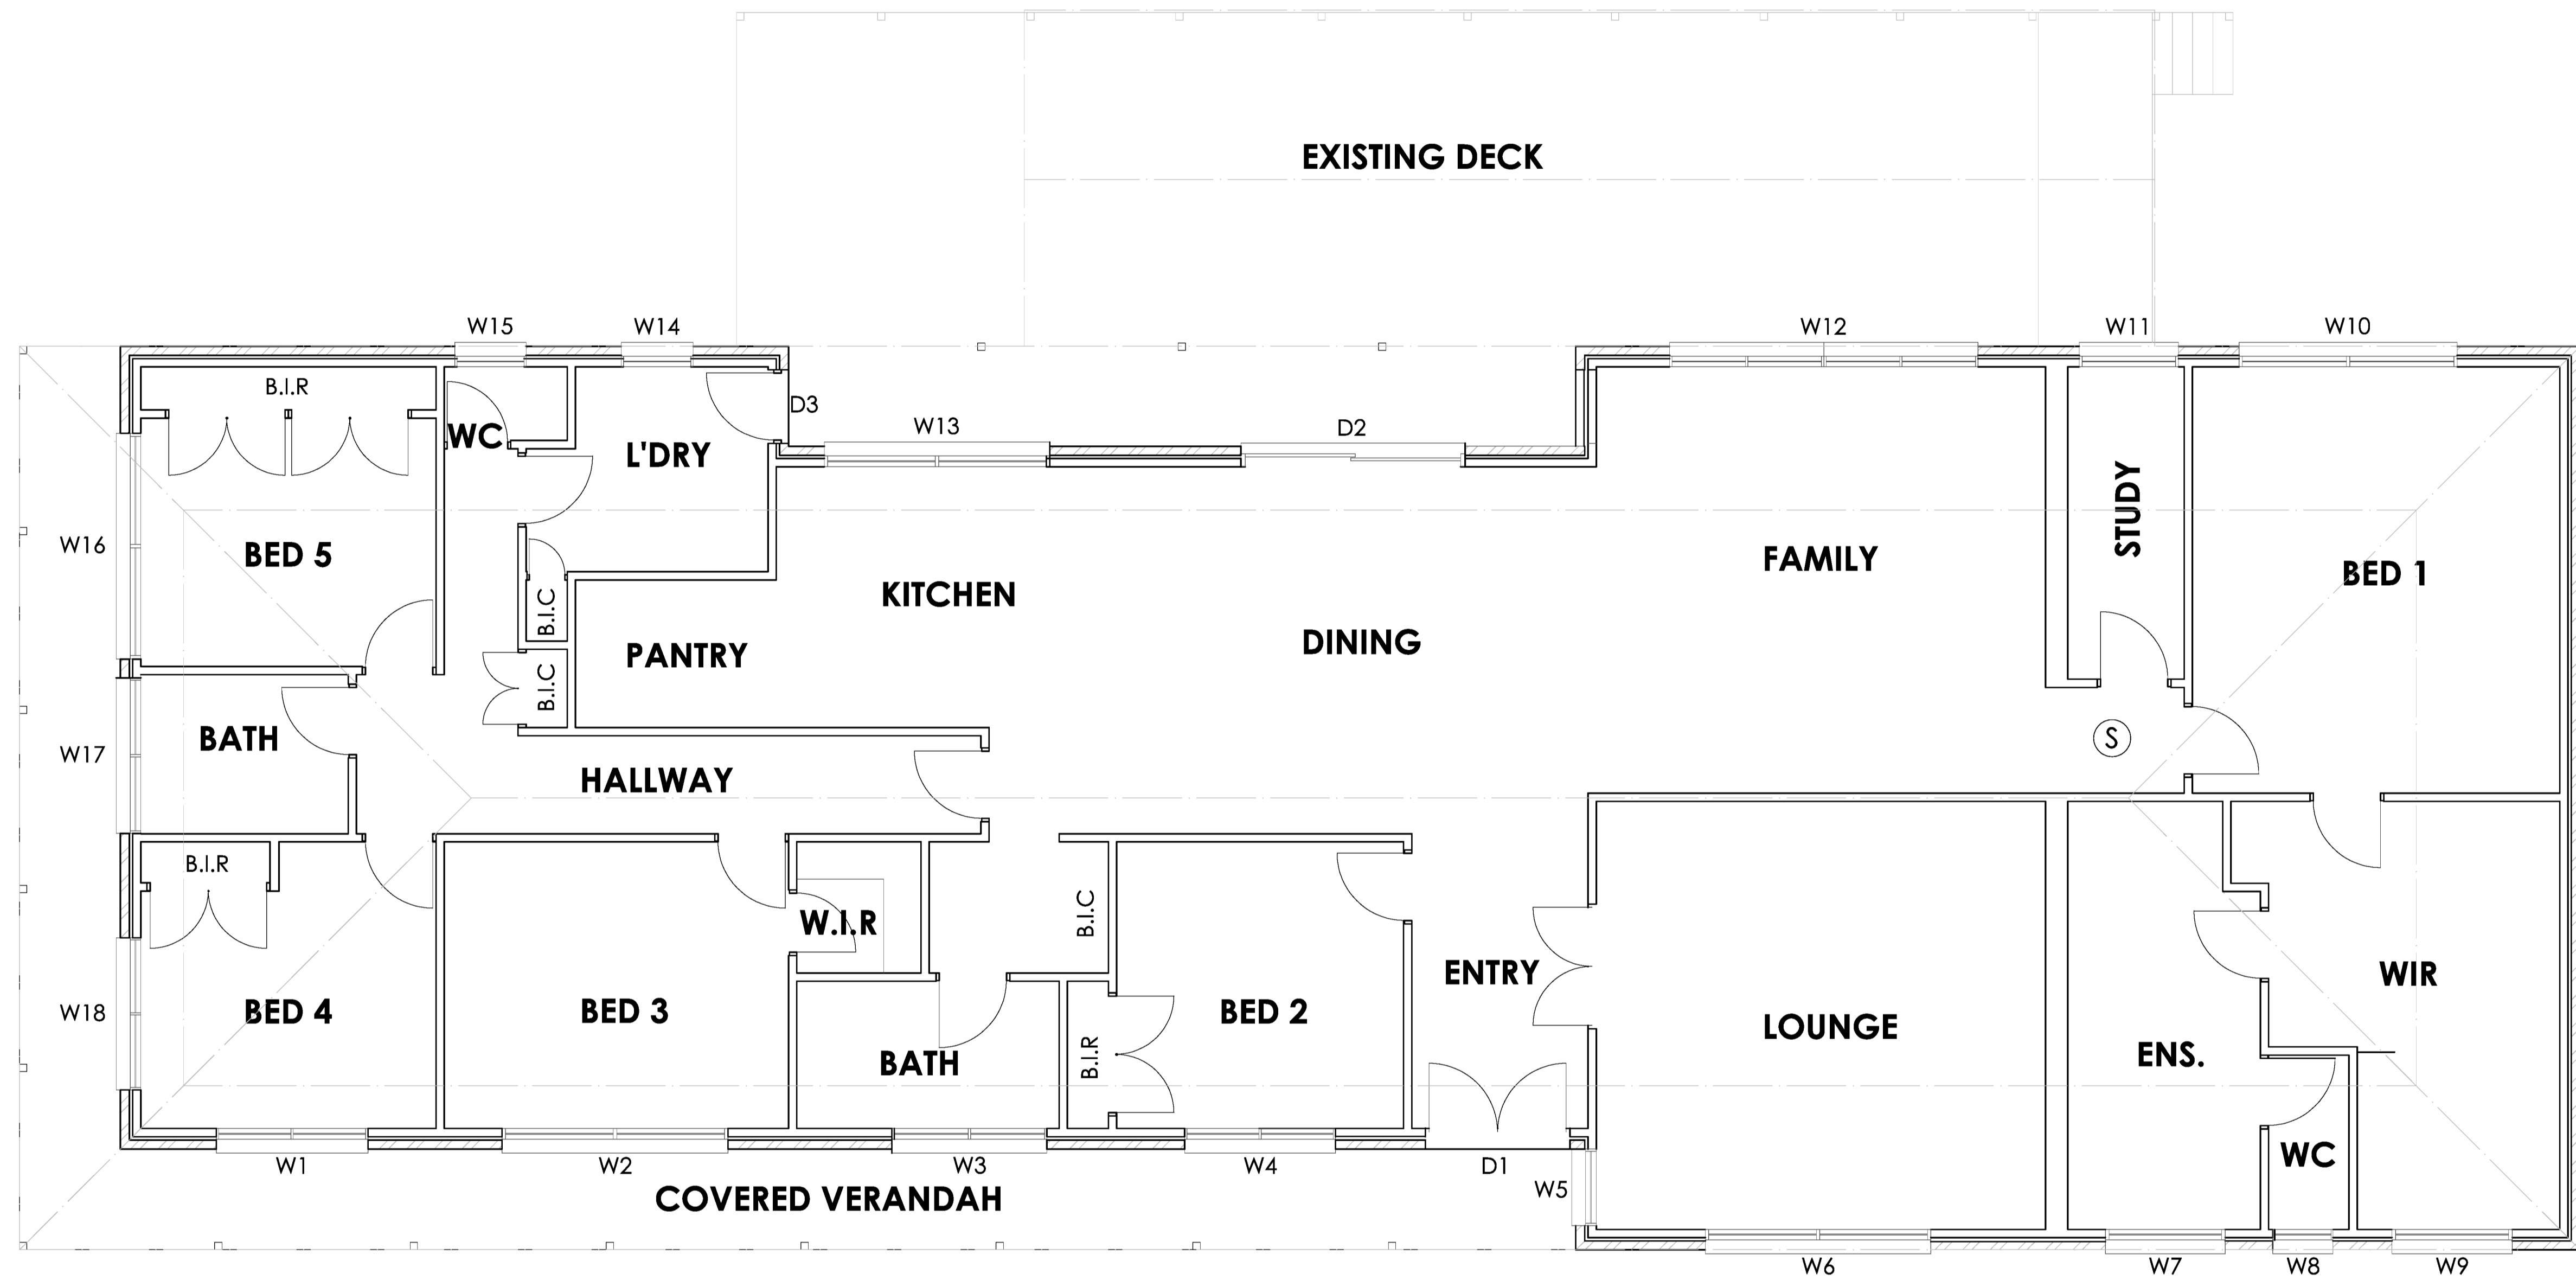 EXISTING DECK
W15
W14
W12
W11
W10
B.I.R
D3
WC
W13
D2
L'DRY
STUDY
W16
BED 5
FAMILY
BED 1
KITCHEN
B.I.C
DINING
PANTRY
B.I.C
BATH
S
W17
HALLWAY
B.I.R
W.I.R
B.I.C
ENTRY
WIR
W18
BED 4
BED 3
BED 2
LOUNGE
BATH
B.I.R
ENS.
WC
W1
W2
W3
W4
D1
W5
COVERED VERANDAH
W6
W7
W8
W9